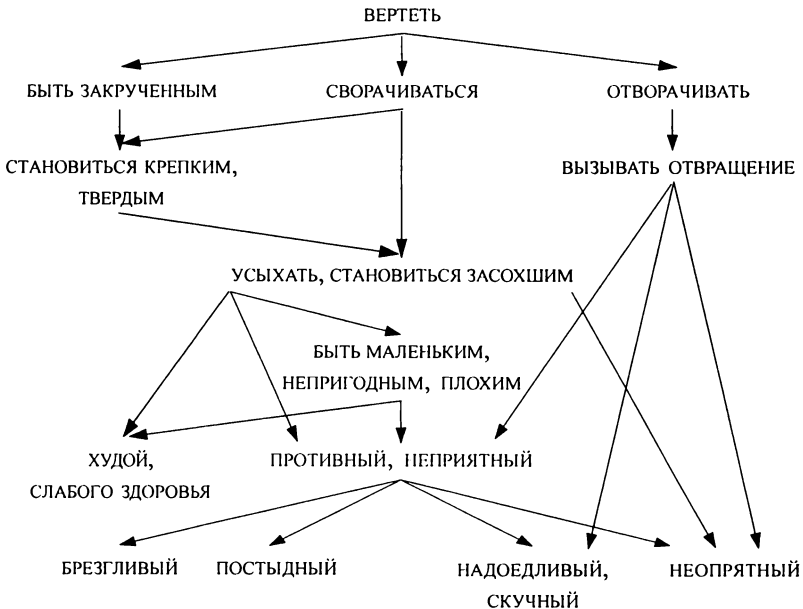 ВЕРТЕТЬ
БЫТЬ ЗАКРУЧЕННЫМ СВОРАЧИВАТЬСЯ ОТВОРАЧИВАТЬ
СТАНОВИТЬСЯ КРЕПКИМ,
ТВЕРДЫМ
ВЫЗЫВАТЬ ОТВРАЩЕНИЕ
УСЫХАТЬ, СТАНОВИТЬСЯ ЗАСОХШИМ
БЫТЬ МАЛЕНЬКИМ,
НЕПРИГОДНЫМ, ПЛОХИМ
ХУДОЙ,
СЛАБОГО ЗДОРОВЬЯ
ПРОТИВНЫЙ, НЕПРИЯТНЫЙ
БРЕЗГЛИВЫЙ ПОСТЫДНЫЙ
НАДОЕДЛИВЫЙ,
СКУЧНЫЙ
НЕОПРЯТНЫЙ